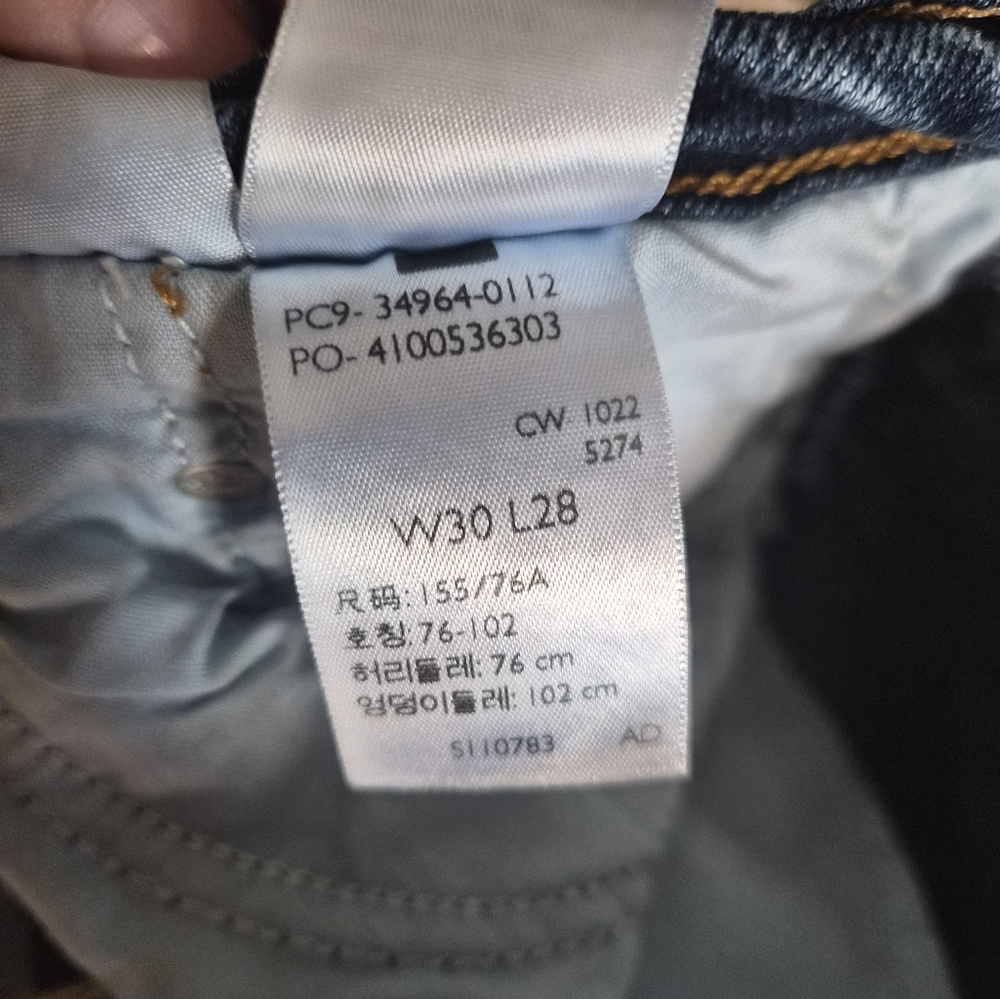 PC9- 34964-0112
PO- 4100536303
CW 1022
5274
W30 L28
尺码: 155/76A
호칭: 76-102
허리둘레: 76 cm
엉덩이둘레: 102 cm
S110783 AD